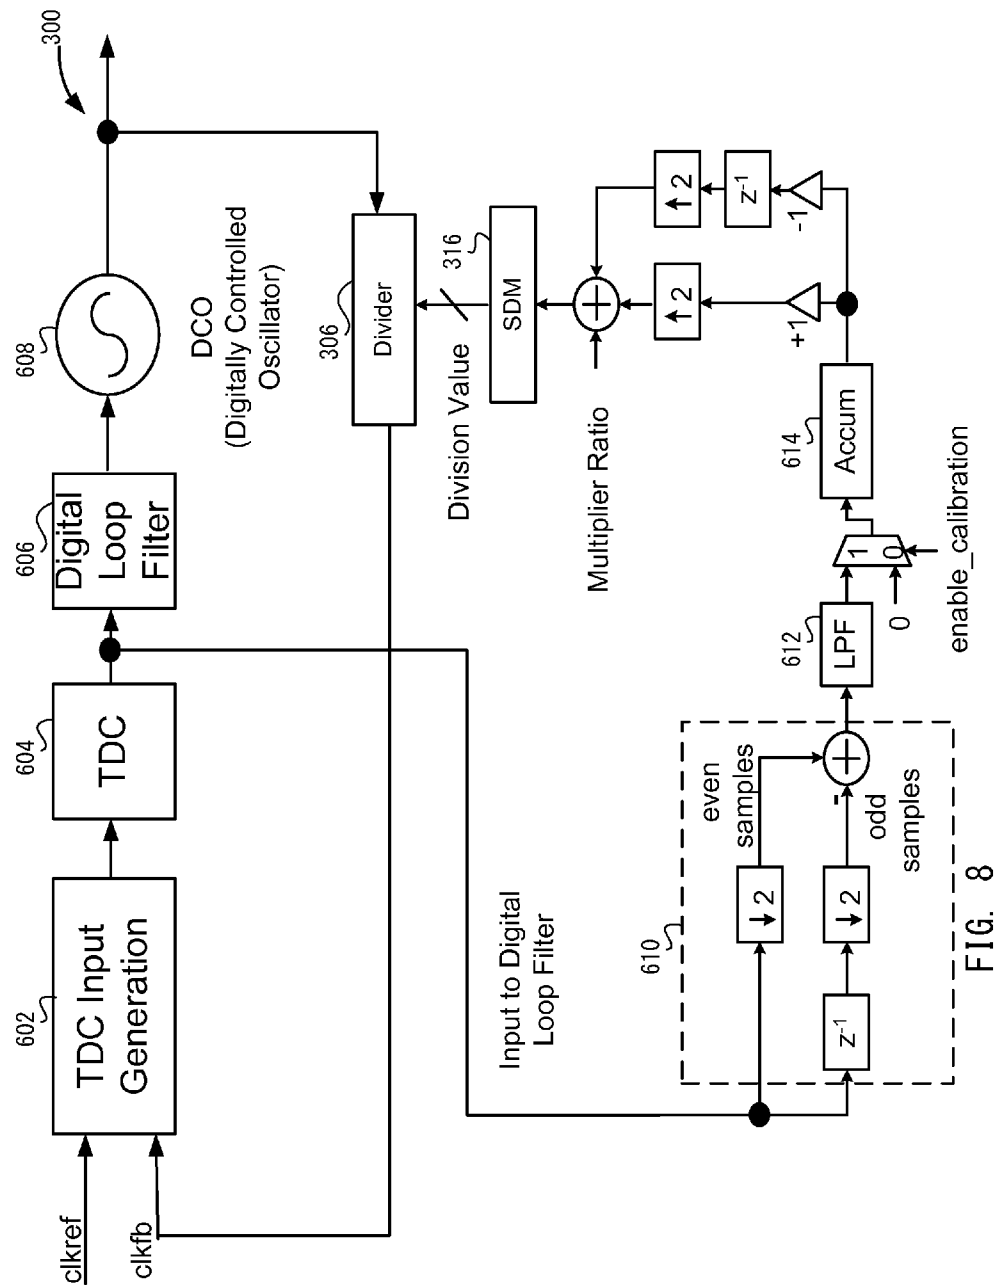 300
608
DCO
(Digitally Controlled
Oscillator)
606
Digital
Loop
Filter
604
TDC
602
TDC Input
Generation
clkref
clkfb
306
Divider
Division Value
316
SDM
Multiplier Ratio
↑2
↑2
z-1
+1
-1
614
Accum
1
0
0
enable_calibration
612
LPF
Input to Digital
Loop Filter
610
even
samples
↓2
z-1
↓2
+
+
-
odd
samples
FIG. 8